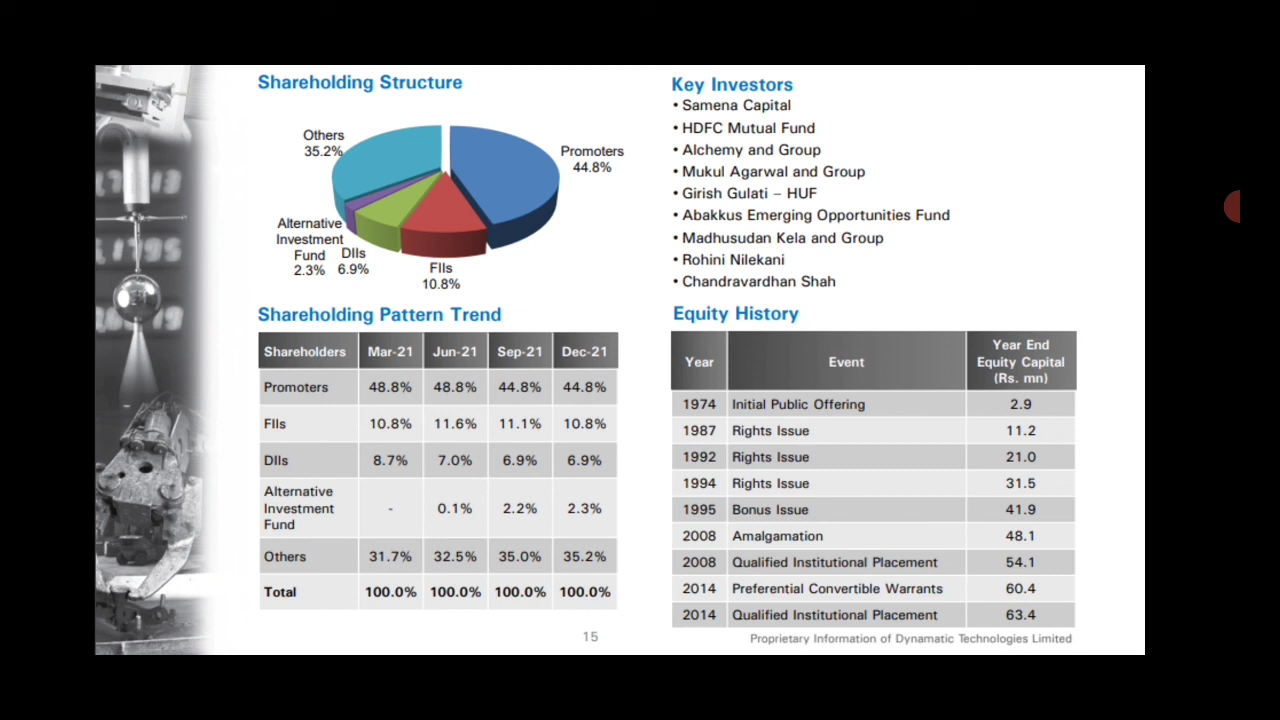 Shareholding Structure
Others
35.2%
Promoters
44.8%
Alternative
Investment
Fund
2.3%
DIIs
6.9%
FIIs
10.8%
Shareholding Pattern Trend
Shareholders Mar-21 Jun-21 Sep-21 Dec-21
Promoters 48.8% 48.8% 44.8% 44.8%
FIIs 10.8% 11.6% 11.1% 10.8%
DIIs 8.7% 7.0% 6.9% 6.9%
Alternative
Investment
Fund
- 0.1% 2.2% 2.3%
Others 31.7% 32.5% 35.0% 35.2%
Total 100.0% 100.0% 100.0% 100.0%
Key Investors
• Samena Capital
• HDFC Mutual Fund
• Alchemy and Group
• Mukul Agarwal and Group
• Girish Gulati – HUF
• Abakkus Emerging Opportunities Fund
• Madhusudan Kela and Group
• Rohini Nilekani
• Chandravardhan Shah
Equity History
Year Event Year End
Equity Capital
(Rs. mn)
1974 Initial Public Offering 2.9
1987 Rights Issue 11.2
1992 Rights Issue 21.0
1994 Rights Issue 31.5
1995 Bonus Issue 41.9
2008 Amalgamation 48.1
2008 Qualified Institutional Placement 54.1
2014 Preferential Convertible Warrants 60.4
2014 Qualified Institutional Placement 63.4
15
Proprietary Information of Dynamatic Technologies Limited